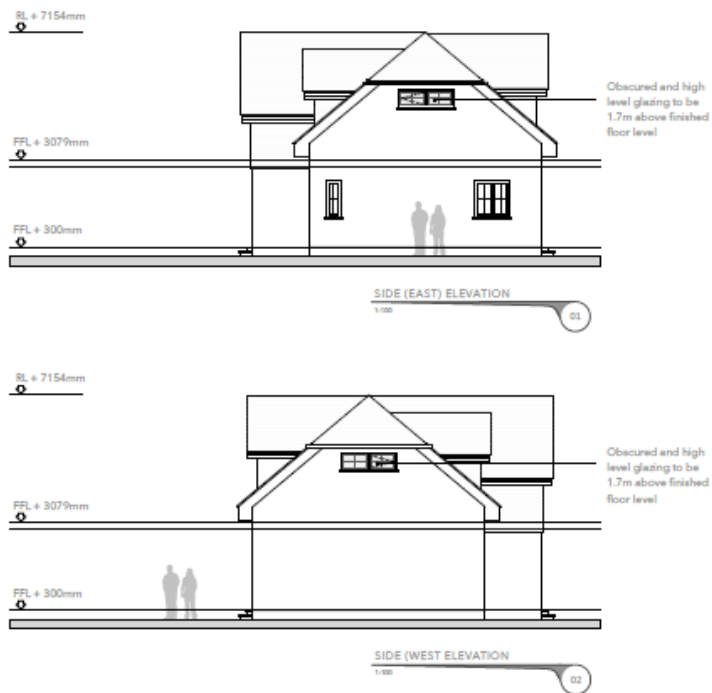 RL + 7154mm
Obscured and high
level glazing to be
1.7m above finished
floor level
FFL + 3079mm
FFL + 300mm
SIDE (EAST) ELEVATION
1:100
01
RL + 7154mm
Obscured and high
level glazing to be
1.7m above finished
floor level
FFL + 3079mm
FFL + 300mm
SIDE (WEST ELEVATION
1:100
02